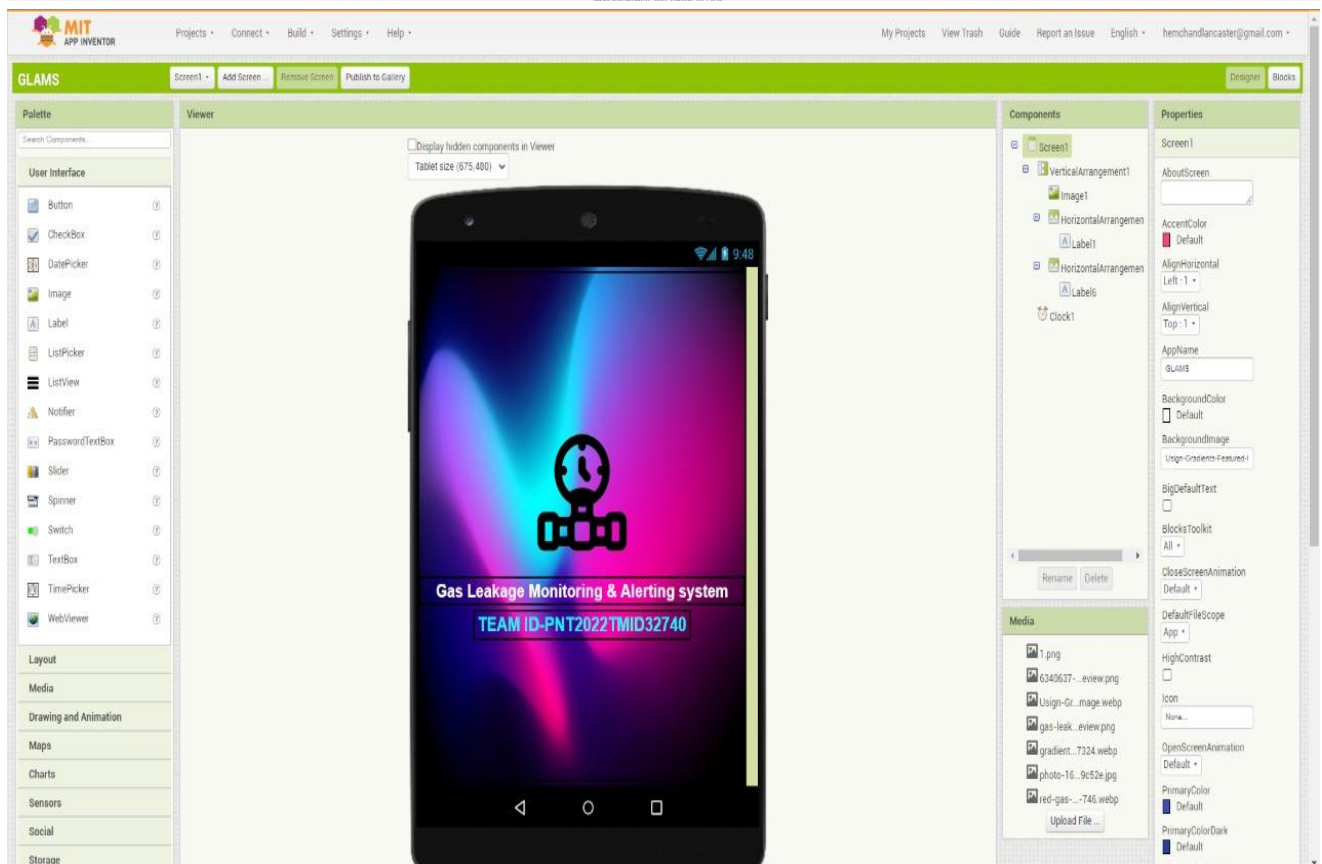 MIT
APP INVENTOR
Projects Connect Build Settings Help
My Projects View Trash Guide Report an Issue English hemchandlancaster@gmail.com
GLAMS
Screen1 Add Screen ... Remove Screen Publish to Gallery
Designer Blocks
Palette
Search Components...
User Interface
Button
CheckBox
DatePicker
Image
Label
ListPicker
ListView
Notifier
PasswordTextBox
Slider
Spinner
Switch
TextBox
TimePicker
WebViewer
Layout
Media
Drawing and Animation
Maps
Charts
Sensors
Social
Storage
Viewer
Display hidden components in Viewer
Tablet size (675,480)
9:48
Gas Leakage Monitoring & Alerting system
TEAM ID-PNT2022TMID32740
Components
Screen1
VerticalArrangement1
Image1
HorizontalArrangemen
Label1
HorizontalArrangemen
Label6
Clock1
Rename Delete
Media
1.png
6340637-...eview.png
Usign-Gr...mage.webp
gas-leak...eview.png
gradient...7324.webp
photo-16...9c52e.jpg
red-gas-...-746.webp
Upload File ...
Properties
Screen1
AboutScreen
AccentColor
Default
AlignHorizontal
Left : 1
AlignVertical
Top : 1
AppName
GLAMS
BackgroundColor
Default
BackgroundImage
Usign-Gradients-Featured-I
BigDefaultText
BlocksToolkit
All
CloseScreenAnimation
Default
DefaultFileScope
App
HighContrast
Icon
None...
OpenScreenAnimation
Default
PrimaryColor
Default
PrimaryColorDark
Default